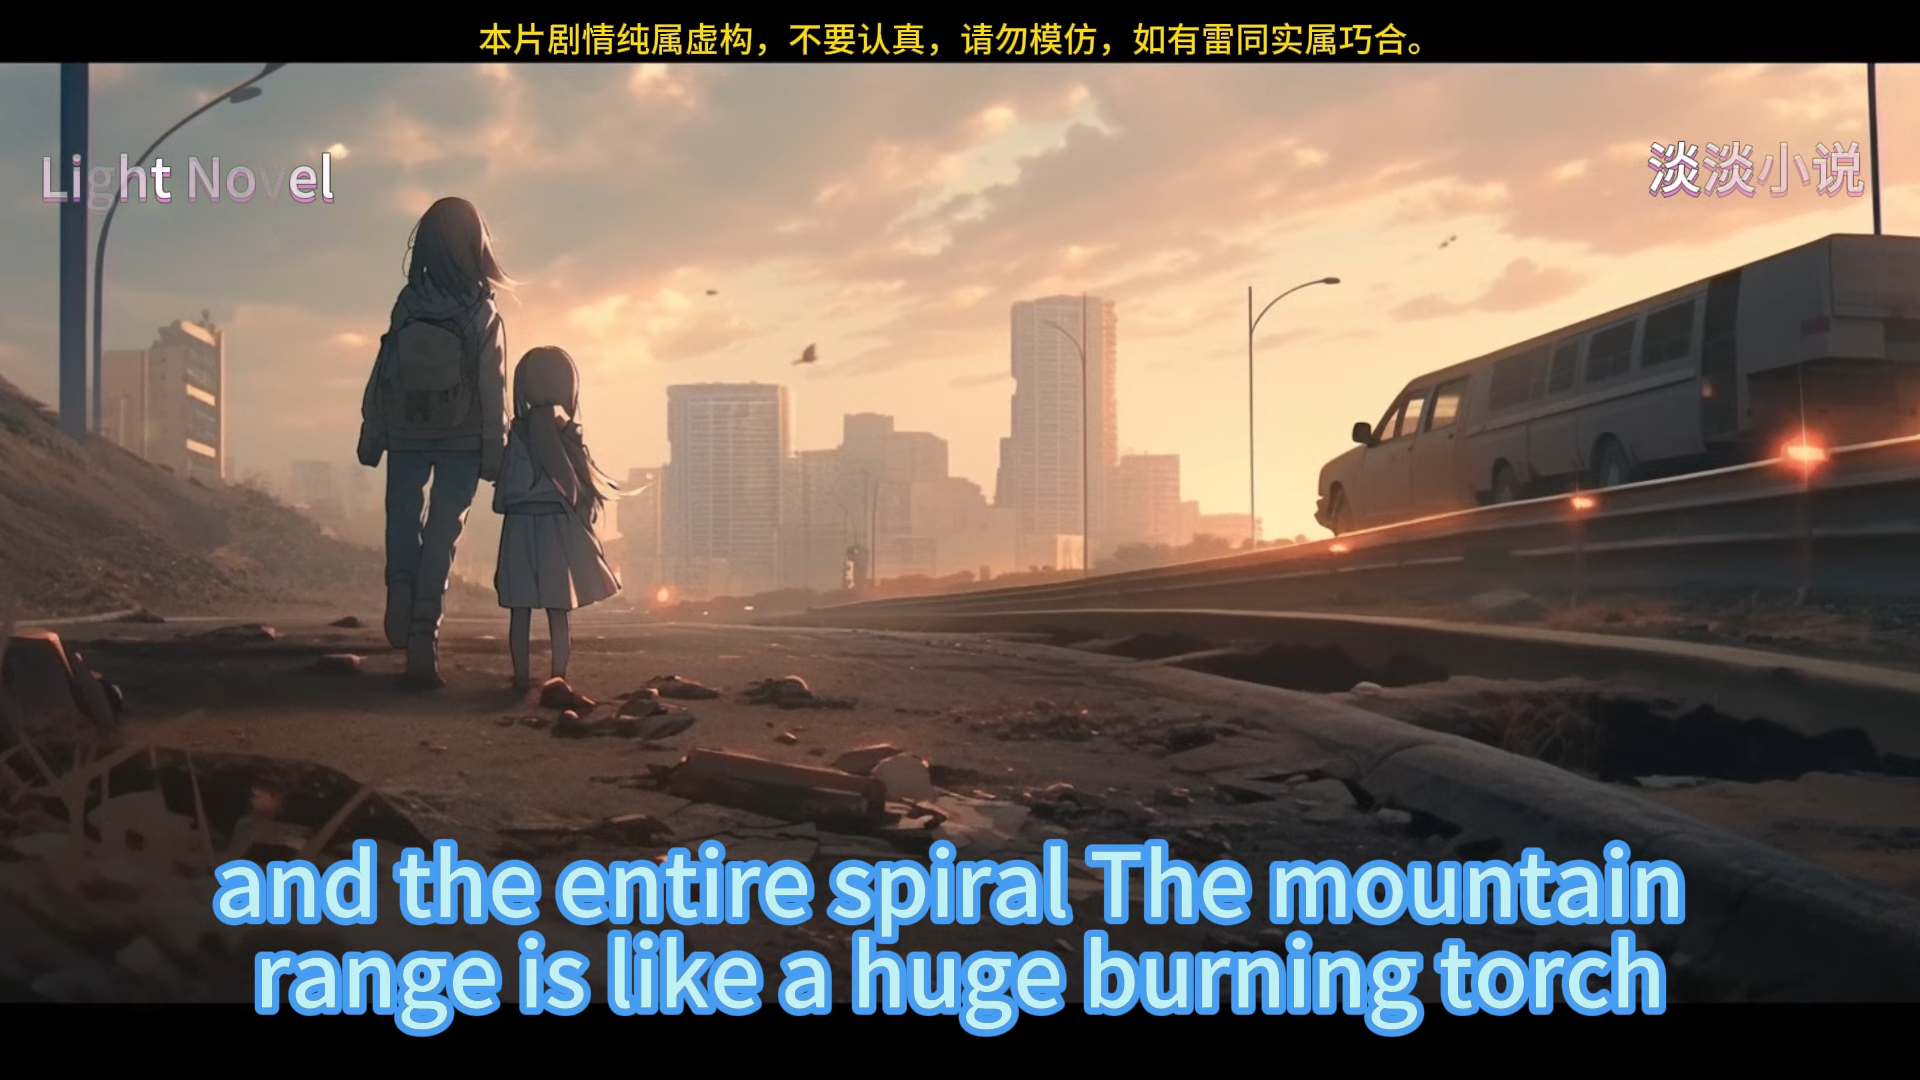 本片剧情纯属虚构，不要认真，请勿模仿，如有雷同实属巧合。
Light Novel
淡淡小说
and the entire spiral The mountain
range is like a huge burning torch